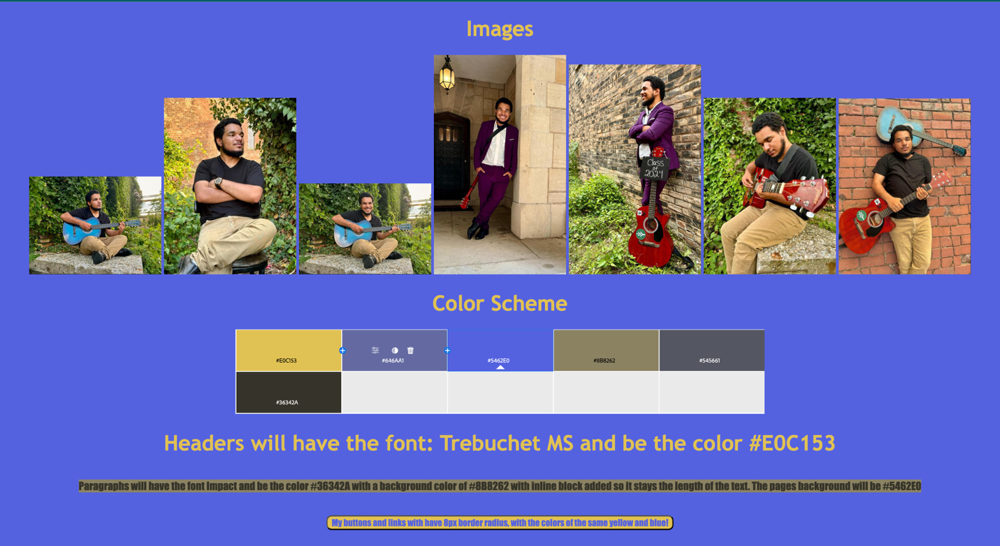 Images
Class
of
2024
Color Scheme
#E0C153
#646AA1
#5462E0
#8B8262
#545661
#36342A
Headers will have the font: Trebuchet MS and be the color #E0C153
Paragraphs will have the font Impact and be the color #36342A with a background color of #8B8262 with inline block added so it stays the length of the text. The pages background will be #5462E0
My buttons and links with have 8px border radius, with the colors of the same yellow and blue!